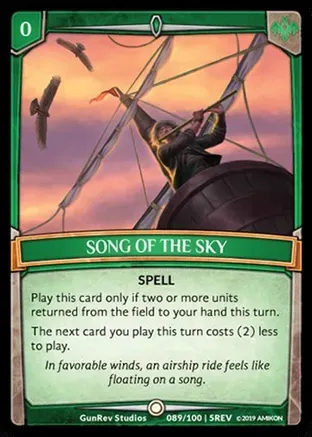 0
SONG OF THE SKY
SPELL
Play this card only if two or more units
returned from the field to your hand this turn.
The next card you play this turn costs (2) less
to play.
In favorable winds, an airship ride feels like
floating on a song.
GunRev Studios 089/100 | 5REV ©2019 AMIKON